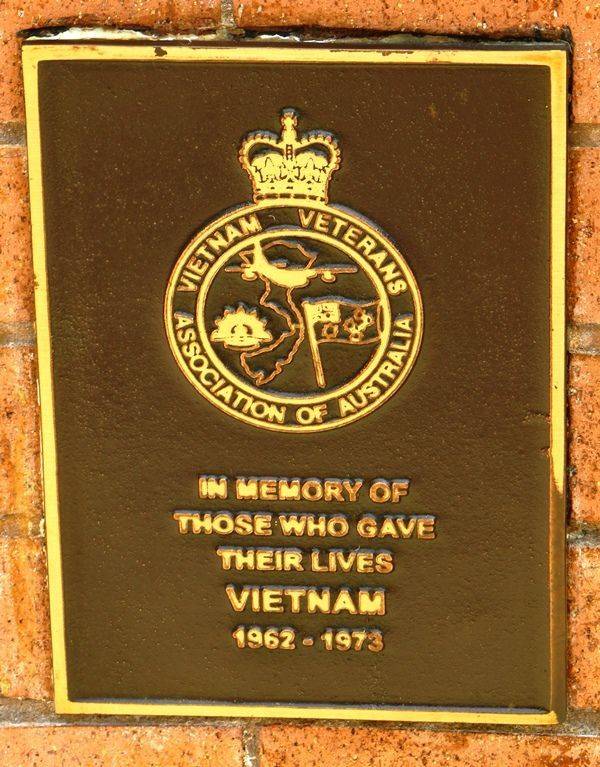 VIETNAM VETERANS
ASSOCIATION OF AUSTRALIA
IN MEMORY OF
THOSE WHO GAVE
THEIR LIVES
VIETNAM
1962 - 1973